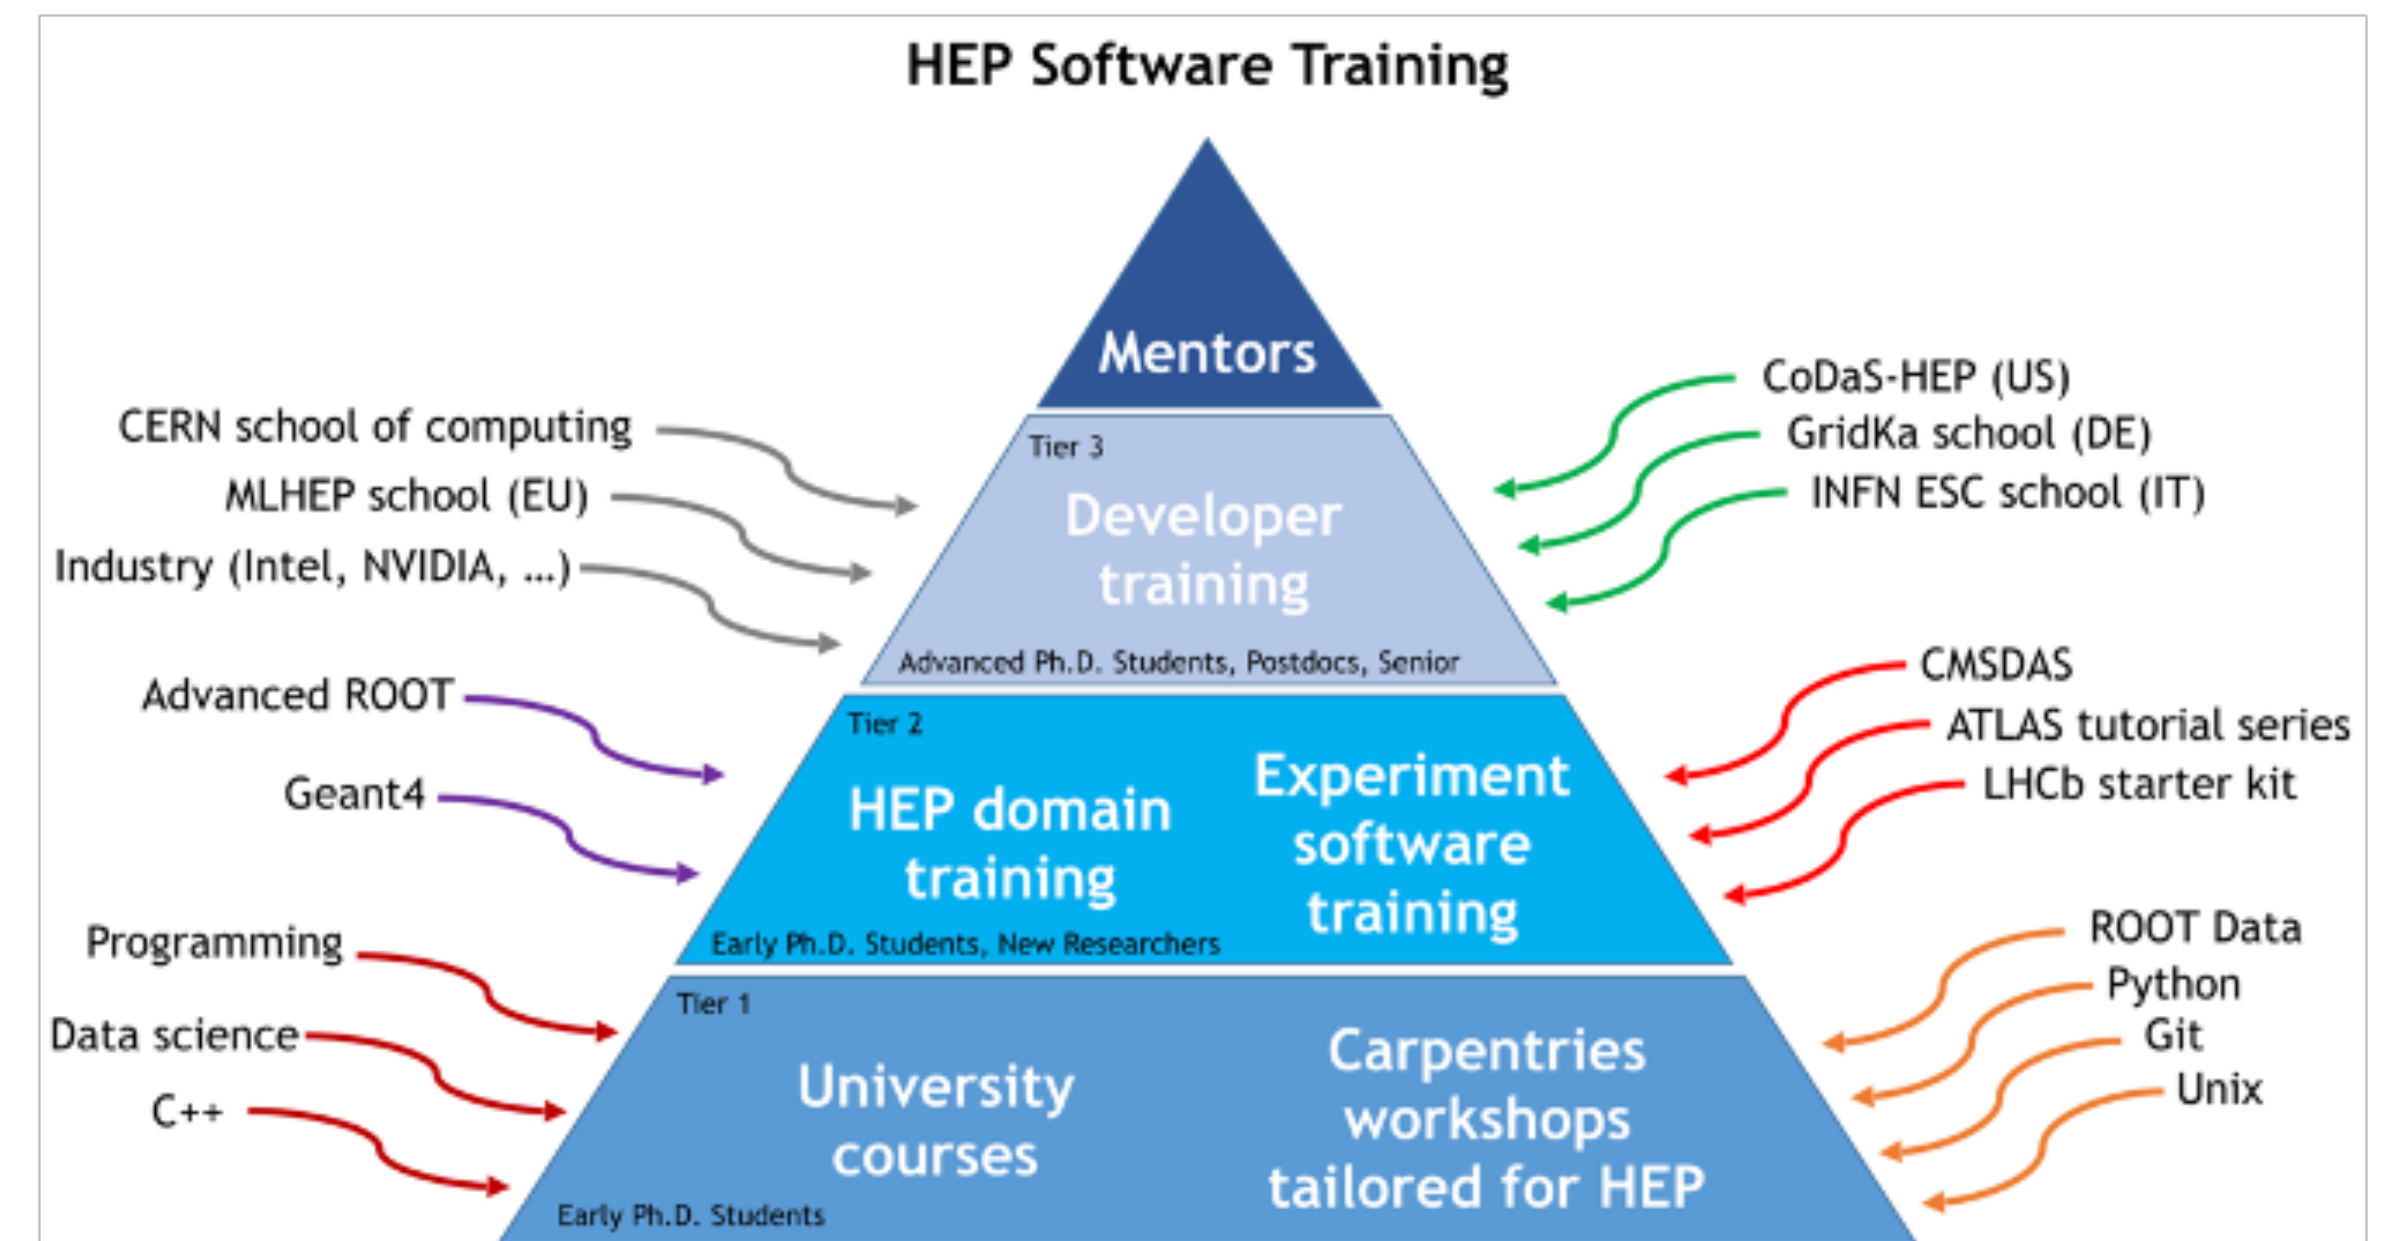 HEP Software Training
Mentors
CERN school of computing
MLHEP school (EU)
Industry (Intel, NVIDIA, ...)
CoDaS-HEP (US)
GridKa school (DE)
INFN ESC school (IT)
Tier 3
Developer
training
Advanced Ph.D. Students, Postdocs, Senior
Advanced ROOT
Geant4
CMSDAS
ATLAS tutorial series
LHCb starter kit
Tier 2
HEP domain
training
Experiment
software
training
Early Ph.D. Students, New Researchers
Programming
Data science
C++
ROOT Data
Python
Git
Unix
Tier 1
University
courses
Carpentries
workshops
tailored for HEP
Early Ph.D. Students